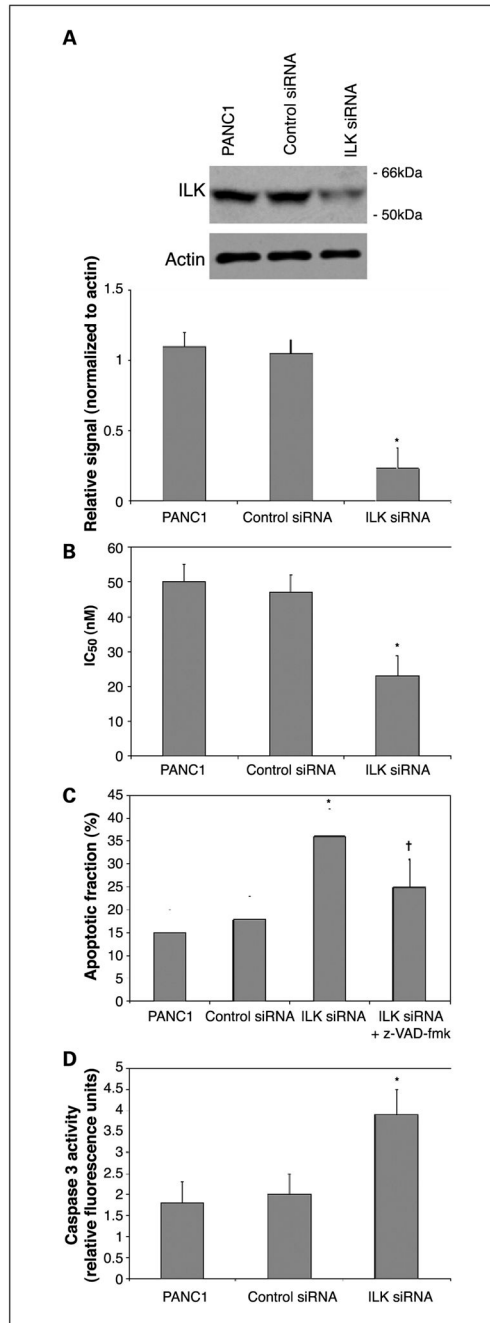 A
PANC1
Control siRNA
ILK siRNA
ILK
- 66kDa
- 50kDa
Actin
Relative signal (normalized to actin)
1.5
1
0.5
0
*
PANC1 Control siRNA ILK siRNA
B
IC50 (nM)
60
50
40
30
20
10
0
*
PANC1 Control siRNA ILK siRNA
C
Apoptotic fraction (%)
45
40
35
30
25
20
15
10
5
0
*
†
PANC1 Control siRNA ILK siRNA ILK siRNA
+ z-VAD-fmk
D
Caspase 3 activity
(relative fluorescence units)
5
4.5
4
3.5
3
2.5
2
1.5
1
0.5
0
*
PANC1 Control siRNA ILK siRNA